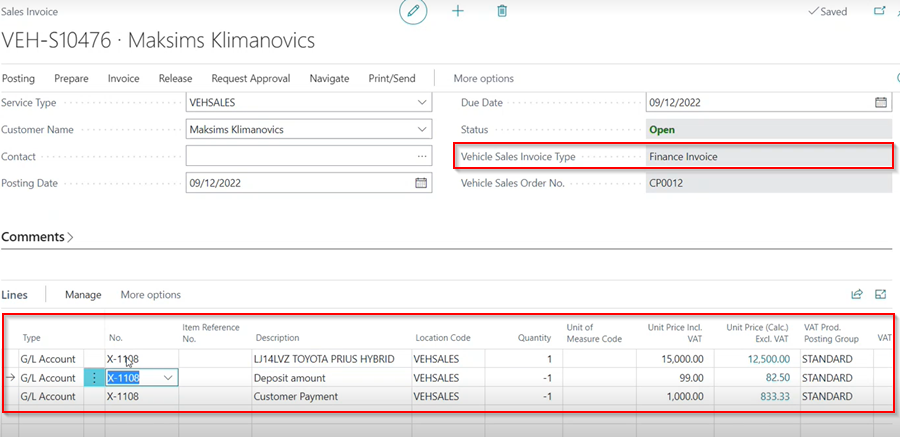 Sales Invoice
Saved
VEH-S10476 · Maksims Klimanovics
Posting Prepare Invoice Release Request Approval Navigate Print/Send More options
Service Type VEHSALES Due Date 09/12/2022
Customer Name Maksims Klimanovics Status Open
Contact Vehicle Sales Invoice Type Finance Invoice
Posting Date 09/12/2022 Vehicle Sales Order No. CP0012
Comments
Lines Manage More options
Type No. Item Reference No. Description Location Code Quantity Unit of Measure Code Unit Price Incl. VAT Unit Price (Calc.) Excl. VAT VAT Prod. Posting Group VAT
G/L Account X-1108 LJ14LVZ TOYOTA PRIUS HYBRID VEHSALES 1 15,000.00 12,500.00 STANDARD
G/L Account X-1108 Deposit amount VEHSALES -1 99.00 82.50 STANDARD
G/L Account X-1108 Customer Payment VEHSALES -1 1,000.00 833.33 STANDARD